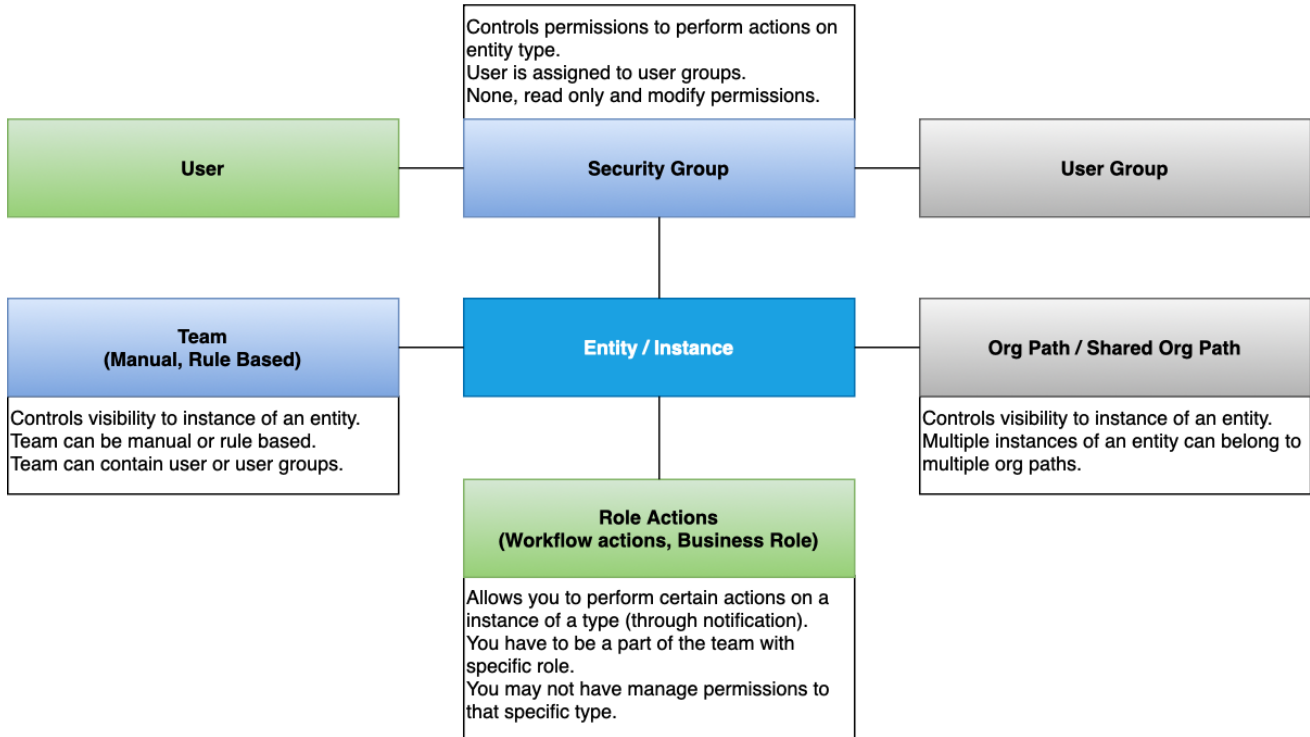 Controls permissions to perform actions on
entity type.
User is assigned to user groups.
None, read only and modify permissions.
User
Security Group
User Group
Team
(Manual, Rule Based)
Entity / Instance
Org Path / Shared Org Path
Controls visibility to instance of an entity.
Team can be manual or rule based.
Team can contain user or user groups.
Controls visibility to instance of an entity.
Multiple instances of an entity can belong to
multiple org paths.
Role Actions
(Workflow actions, Business Role)
Allows you to perform certain actions on a
instance of a type (through notification).
You have to be a part of the team with
specific role.
You may not have manage permissions to
that specific type.